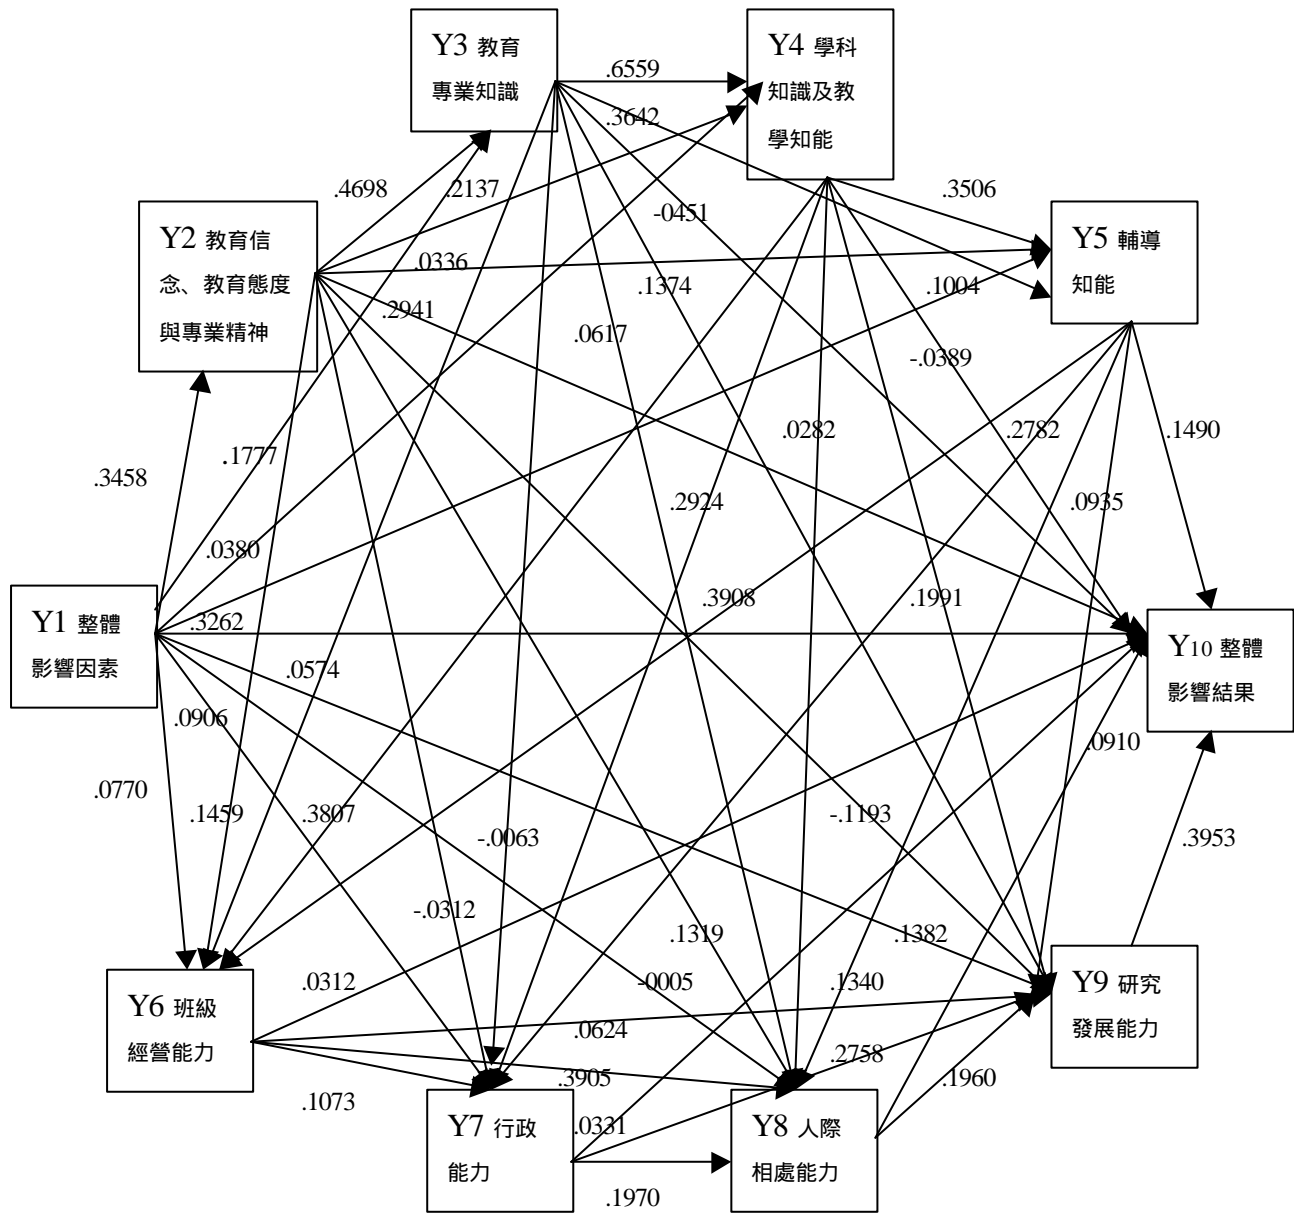 Y3 教育
專業知識
Y4 學科
知識及教
學知能
.6559
.3642
.4698
.2137
-0451
.3506
Y2 教育信
念、教育態度
與專業精神
Y5 輔導
知能
.0336
.2941
.1374
.1004
.0617
-.0389
.1777
.0282
.2782
.1490
.3458
.2924
.0935
.0380
.3908
.1991
Y1 整體
影響因素
.3262
.0574
Y10 整體
影響結果
.0906
.0910
.0770
.1459
.3807
-.0063
-.1193
.3953
-.0312
.1319
.1382
Y6 班級
經營能力
.0312
-0005
.1340
Y9 研究
發展能力
.0624
.2758
.1073
.3905
.1960
Y7 行政
能力
.0331
Y8 人際
相處能力
.1970